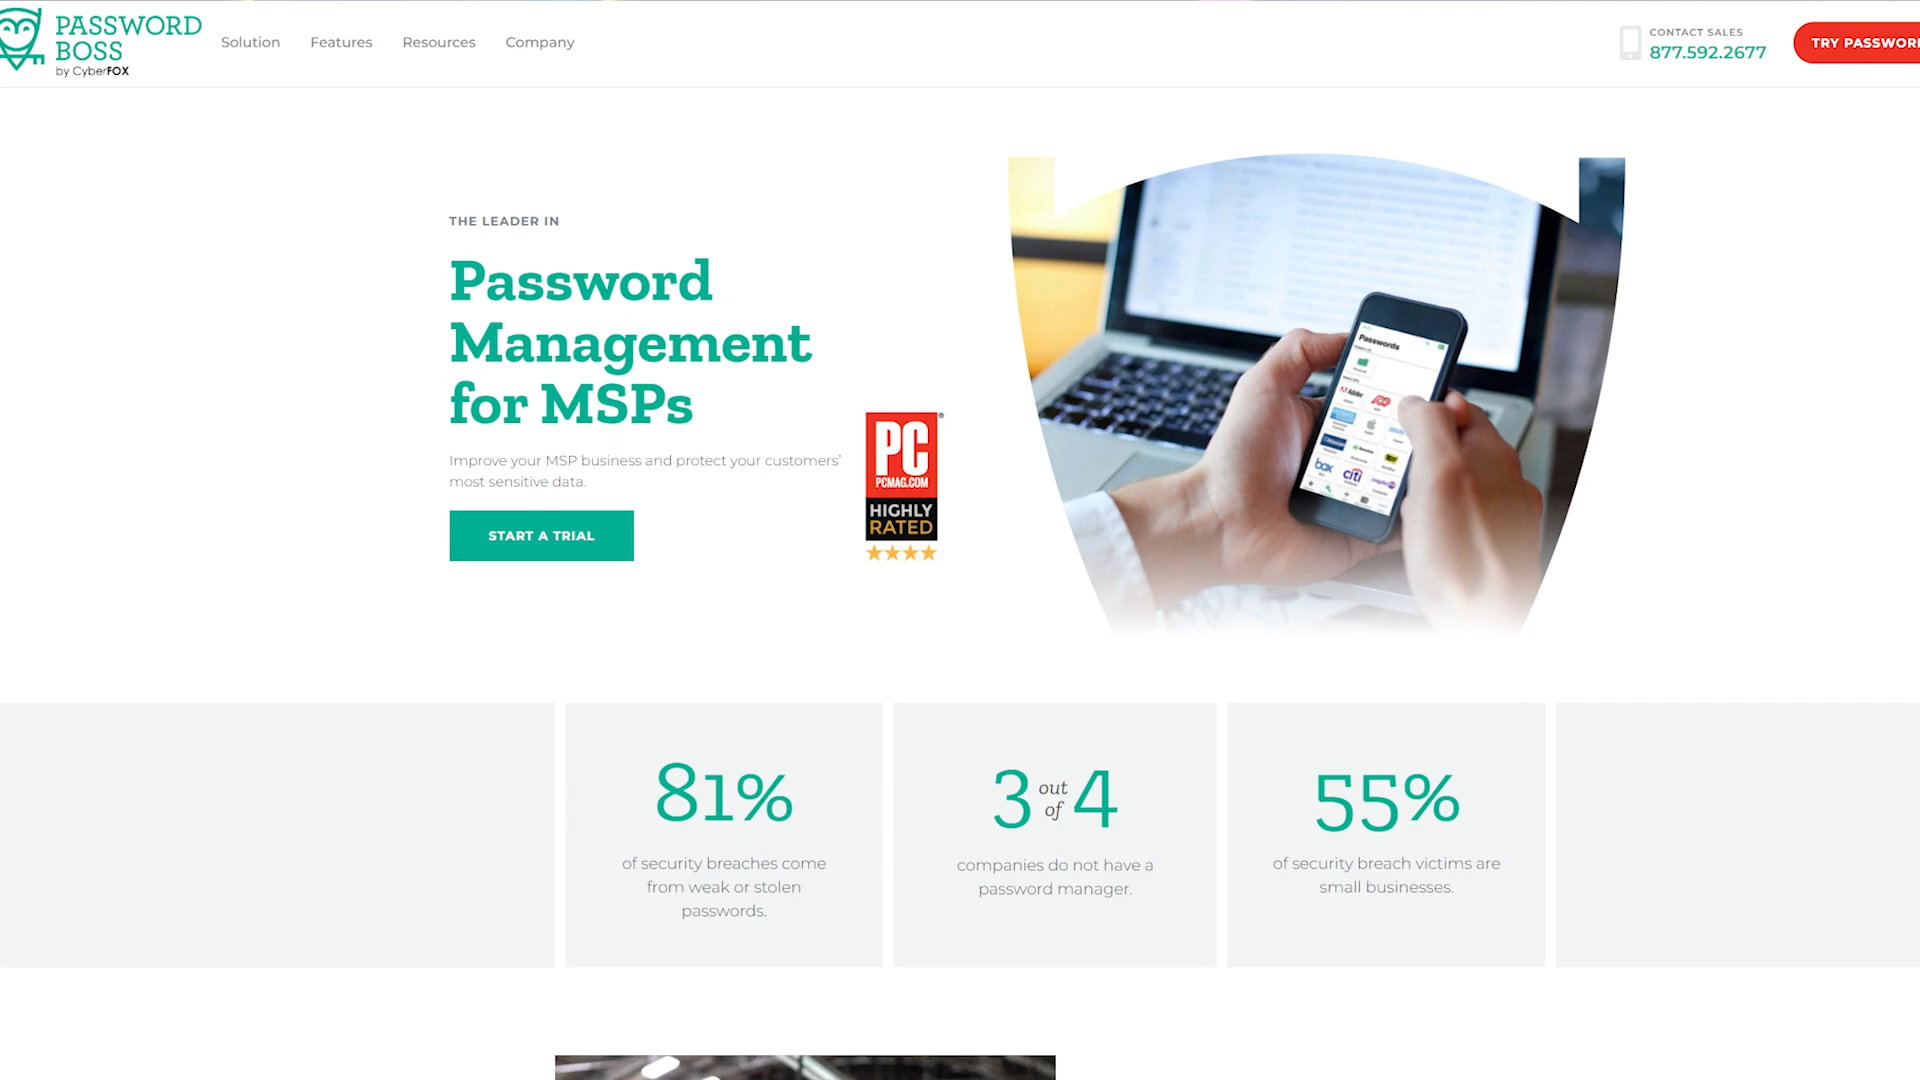 PASSWORD
BOSS
by CyberFOX
Solution
Features
Resources
Company
CONTACT SALES
877.592.2677
TRY PASSWOR
THE LEADER IN
Password
Management
for MSPs
Improve your MSP business and protect your customers'
most sensitive data.
START A TRIAL
PC
®
PCMAG.COM
HIGHLY
RATED
Passwords
Adobe
ADP
box
citi
81%
of security breaches come
from weak or stolen
passwords.
3 out of 4
companies do not have a
password manager.
55%
of security breach victims are
small businesses.